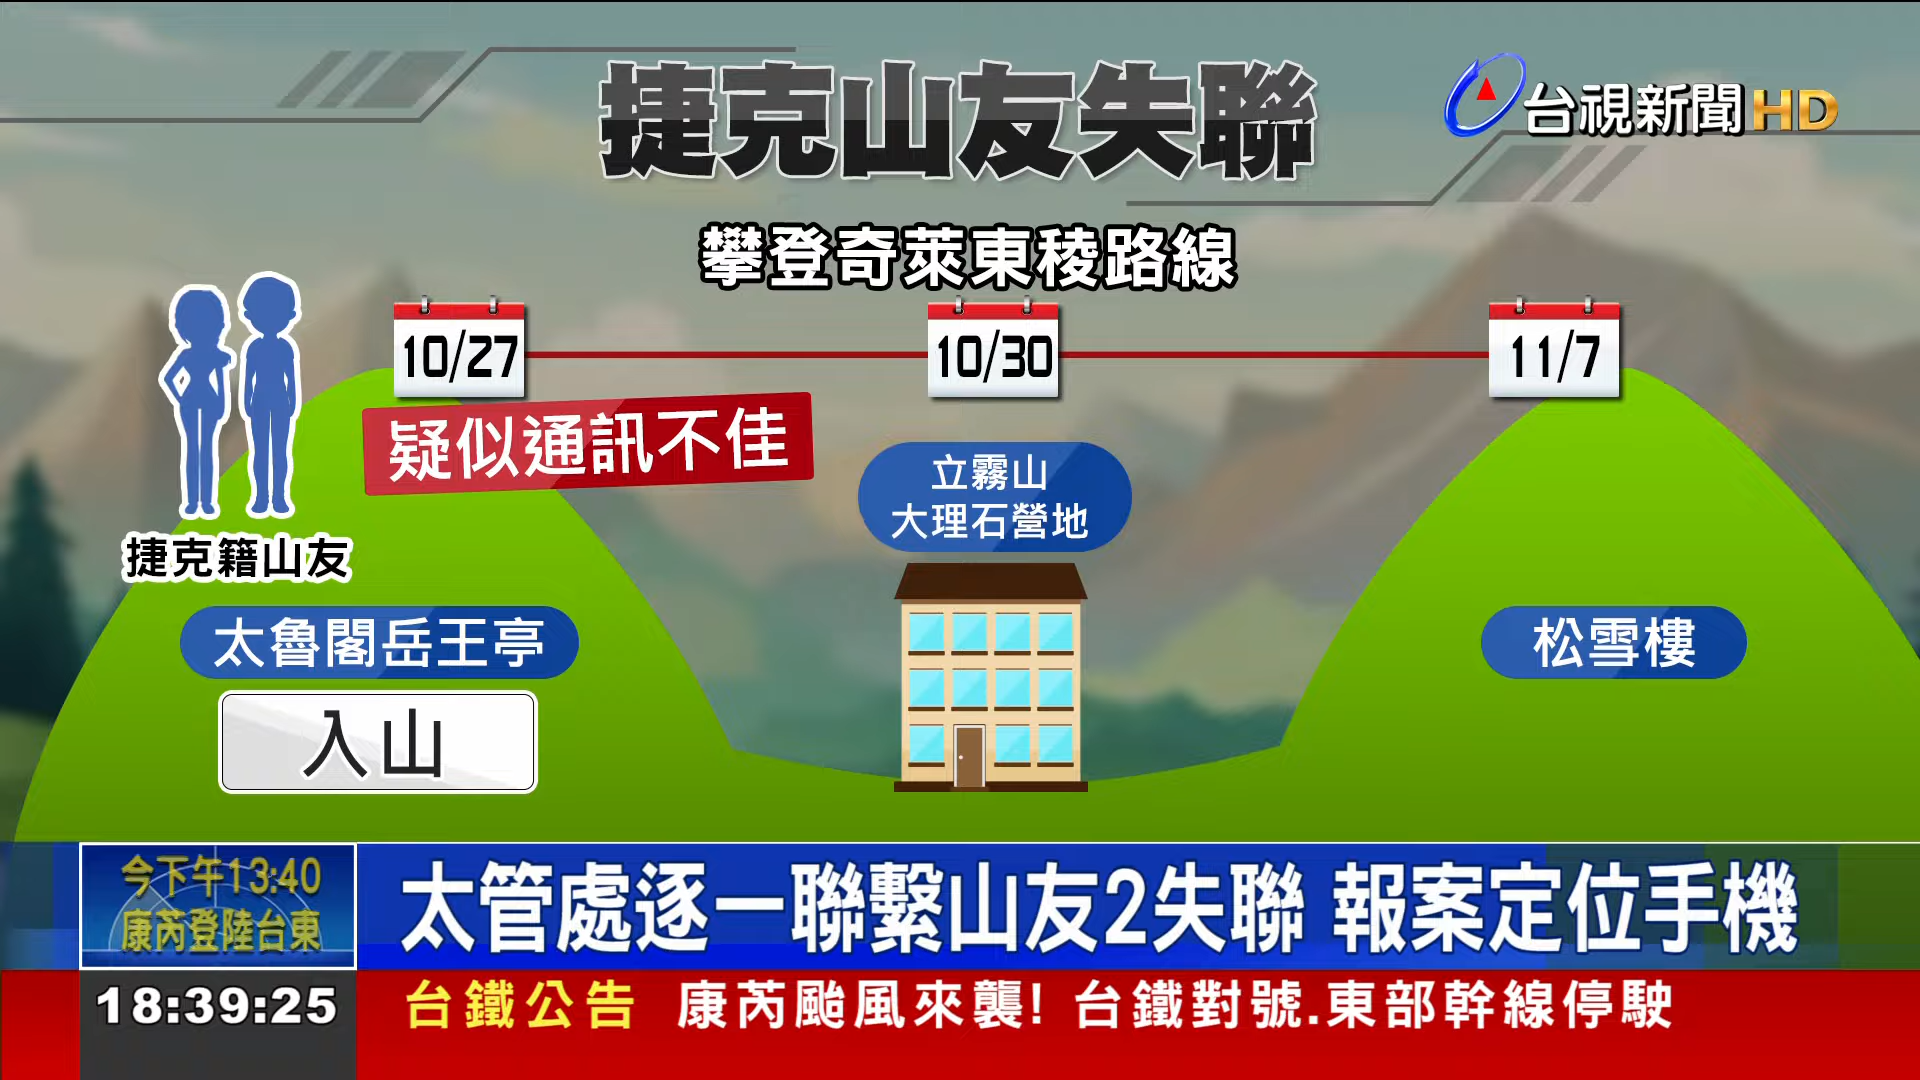 捷克山友失聯
台視新聞HD
攀登奇萊東稜路線
10/27
10/30
11/7
疑似通訊不佳
立霧山
大理石營地
捷克籍山友
太魯閣岳王亭
松雪樓
入山
今下午13:40
康芮登陸台東
太管處逐一聯繫山友2失聯 報案定位手機
18:39:25
台鐵公告 康芮颱風來襲! 台鐵對號.東部幹線停駛